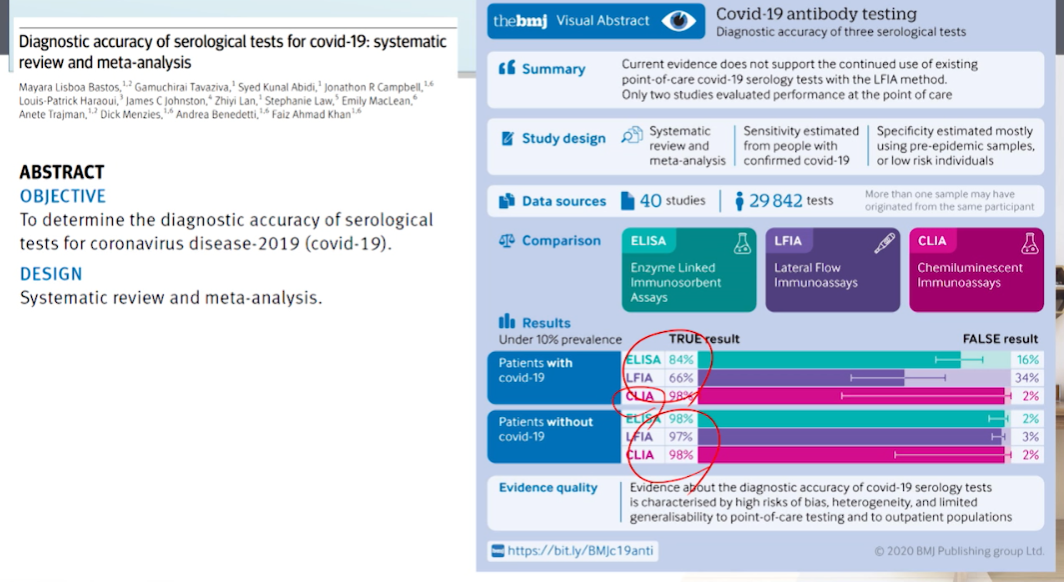 Diagnostic accuracy of serological tests for covid-19: systematic
review and meta-analysis
Mayara Lisboa Bastos,1,2 Gamuchirai Tavaziva,1 Syed Kunal Abidi,1 Jonathon R Campbell,1,6
Louis-Patrick Haraoui,3 James C Johnston,4 Zhiyi Lan,1 Stephanie Law,5 Emily MacLean,6
Anete Trajman,1,2 Dick Menzies,1,6 Andrea Benedetti,1,6 Faiz Ahmad Khan1,6
ABSTRACT
OBJECTIVE
To determine the diagnostic accuracy of serological
tests for coronavirus disease-2019 (covid-19).
DESIGN
Systematic review and meta-analysis.
thebmj Visual Abstract
Covid-19 antibody testing
Diagnostic accuracy of three serological tests
Summary
Current evidence does not support the continued use of existing
point-of-care covid-19 serology tests with the LFIA method.
Only two studies evaluated performance at the point of care
Study design
Systematic
review and
meta-analysis
Sensitivity estimated
from people with
confirmed covid-19
Specificity estimated mostly
using pre-epidemic samples,
or low risk individuals
Data sources
40 studies
29 842 tests
More than one sample may have
originated from the same participant
Comparison
ELISA
Enzyme Linked
Immunosorbent
Assays
LFIA
Lateral Flow
Immunoassays
CLIA
Chemiluminescent
Immunoassays
Results
Under 10% prevalence
TRUE result
FALSE result
Patients with
covid-19
ELISA 84% 16%
LFIA 66% 34%
CLIA 98% 2%
Patients without
covid-19
ELISA 98% 2%
LFIA 97% 3%
CLIA 98% 2%
Evidence quality
Evidence about the diagnostic accuracy of covid-19 serology tests
is characterised by high risks of bias, heterogeneity, and limited
generalisability to point-of-care testing and to outpatient populations
https://bit.ly/BMJc19anti
© 2020 BMJ Publishing group Ltd.